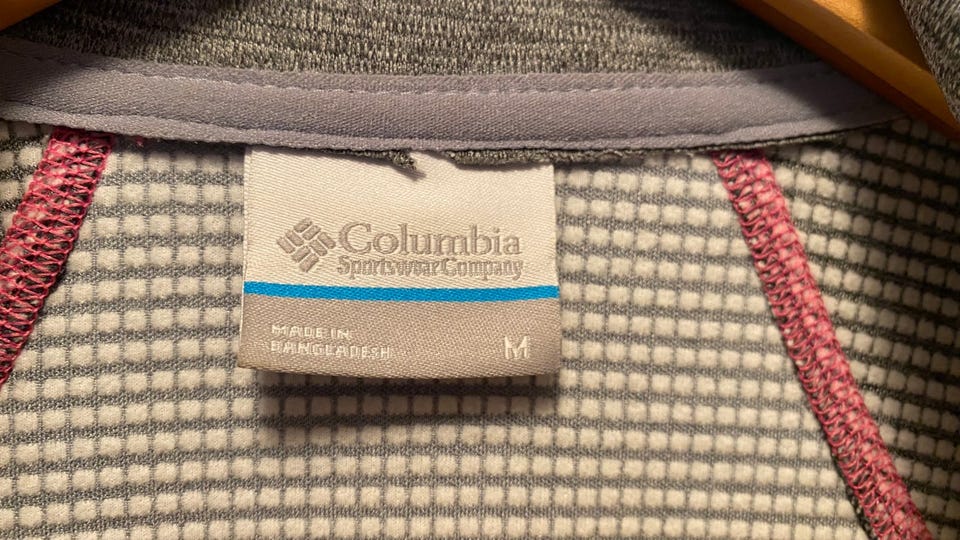 Columbia
Sportswear Company
MADE IN
BANGLADESH
M